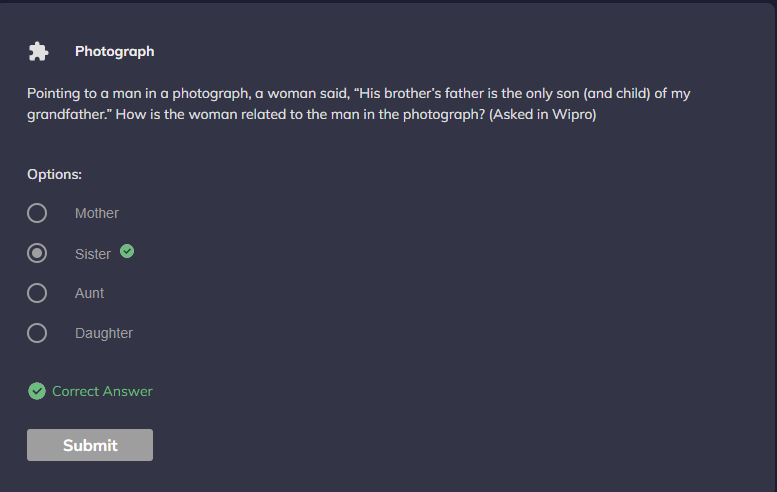 Photograph
Pointing to a man in a photograph, a woman said, “His brother’s father is the only son (and child) of my
grandfather.” How is the woman related to the man in the photograph? (Asked in Wipro)
Options:
Mother
Sister
Aunt
Daughter
Correct Answer
Submit